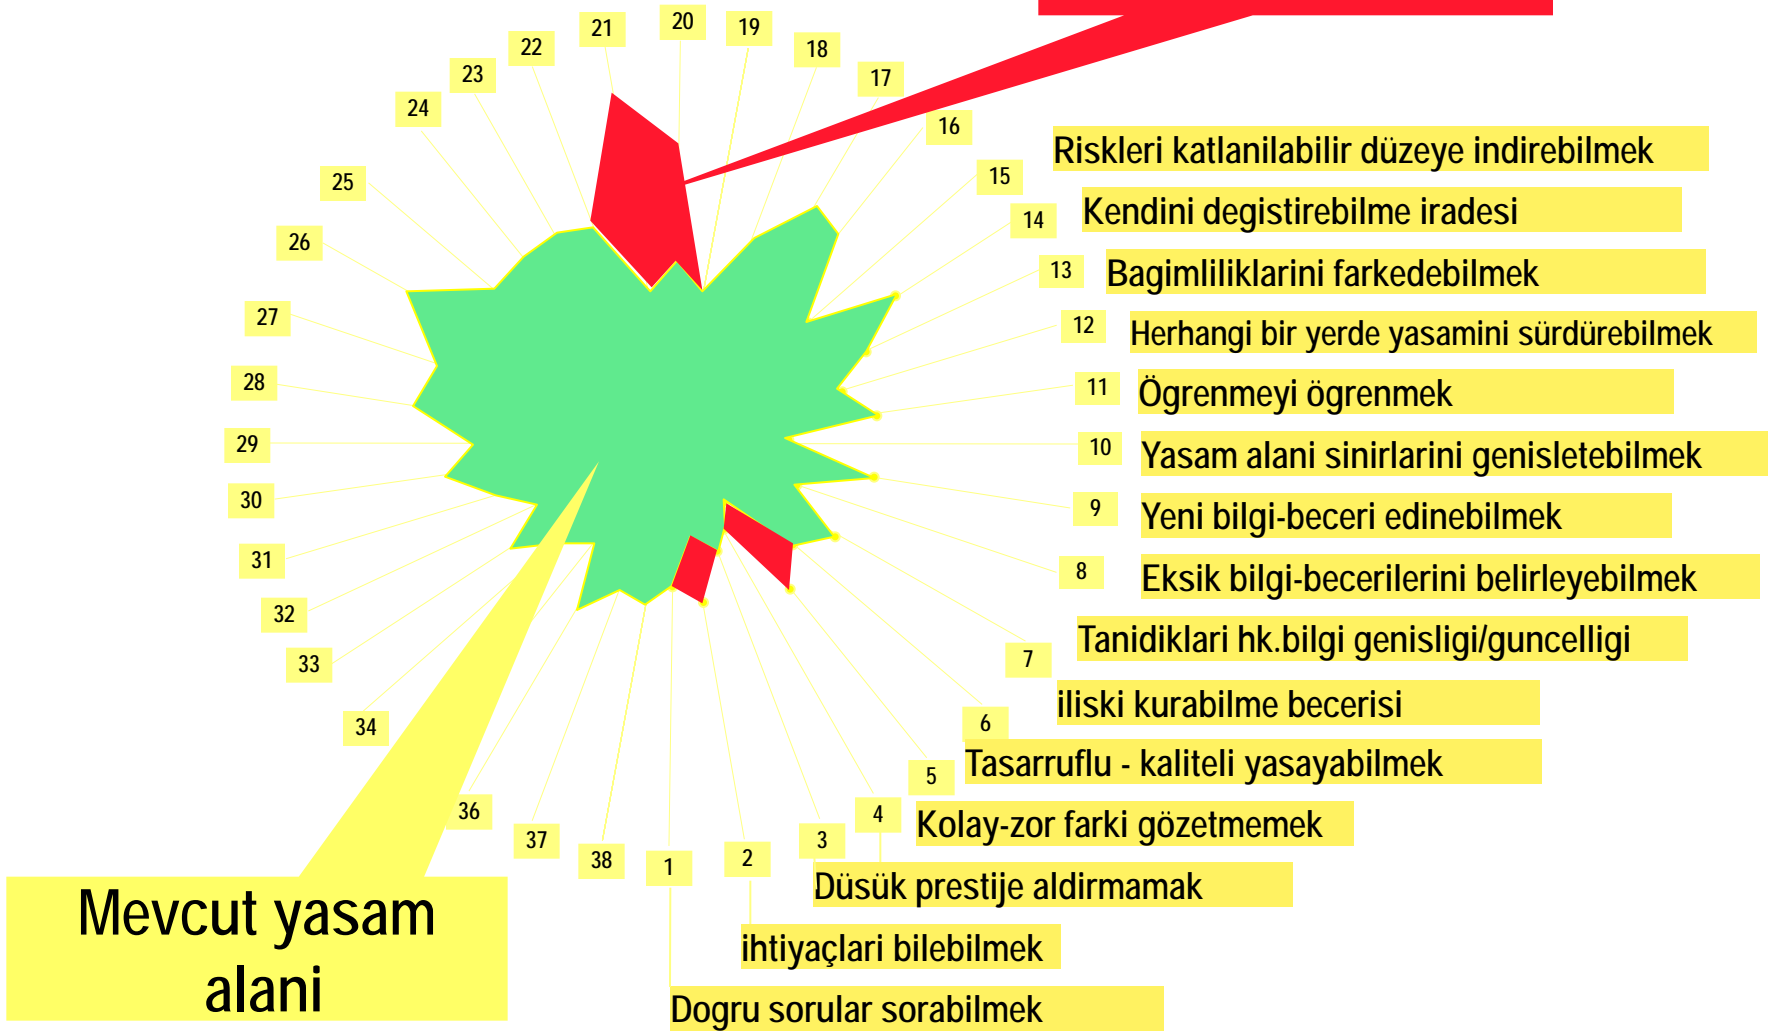 20
19
21
18
22
17
23
24
16
Riskleri katlanilabilir düzeye indirebilmek
15
25
Kendini degistirebilme iradesi
14
26
13
Bagimliliklarini farkedebilmek
27
12
Herhangi bir yerde yasamini sürdürebilmek
28
11
Ögrenmeyi ögrenmek
29
10
Yasam alani sinirlarini genisletebilmek
30
9
Yeni bilgi-beceri edinebilmek
31
8
Eksik bilgi-becerilerini belirleyebilmek
32
Tanidiklari hk.bilgi genisligi/guncelligi
33
7
iliski kurabilme becerisi
34
6
Tasarruflu - kaliteli yasayabilmek
5
36
4
Kolay-zor farki gözetmemek
37
3
38
2
1
Düsük prestije aldirmamak
Mevcut yasam
alani
ihtiyaçlari bilebilmek
Dogru sorular sorabilmek